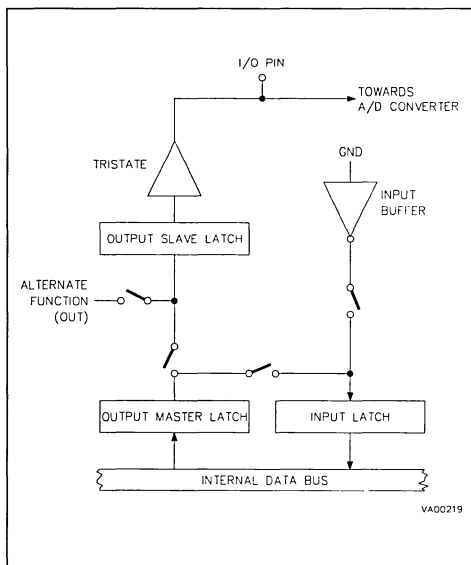 I/O PIN
TOWARDS
A/D CONVERTER
TRISTATE
GND
INPUT
BUFFER
OUTPUT SLAVE LATCH
ALTERNATE
FUNCTION
(OUT)
OUTPUT MASTER LATCH
INPUT LATCH
INTERNAL DATA BUS
VA00219